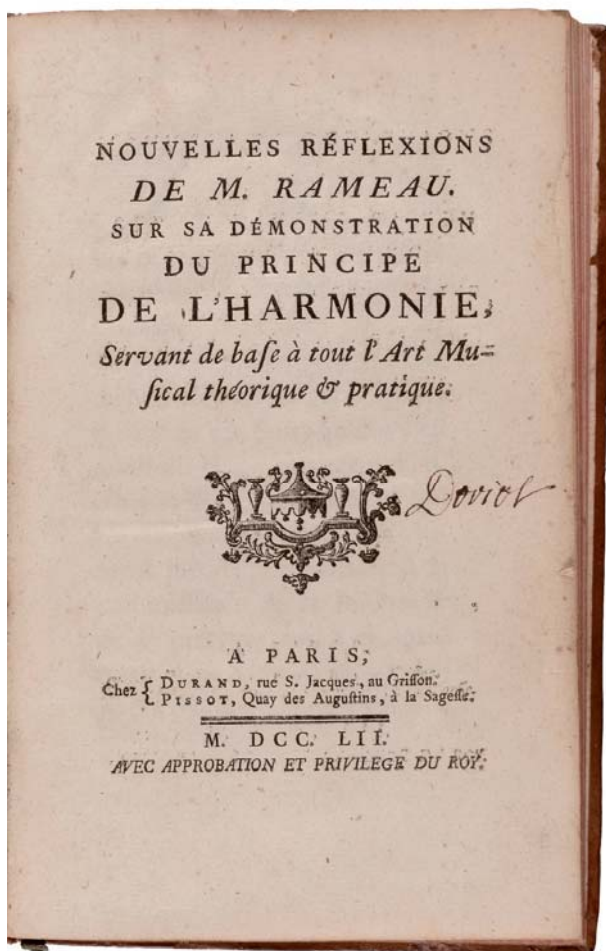 NOUVELLES RÉFLEXIONS
DE M. RAMEAU.
SUR SA DÉMONSTRATION
DU PRINCIPE
DE L'HARMONIE,
Servant de baſe à tout l'Art Mu-
ſical théorique & pratique.
A PARIS,
Chez { DURAND, rue S. Jacques, au Griffon.
PISSOT, Quay des Auguſtins, à la Sageſſe.
M. DCC. LII.
AVEC APPROBATION ET PRIVILEGE DU ROY.